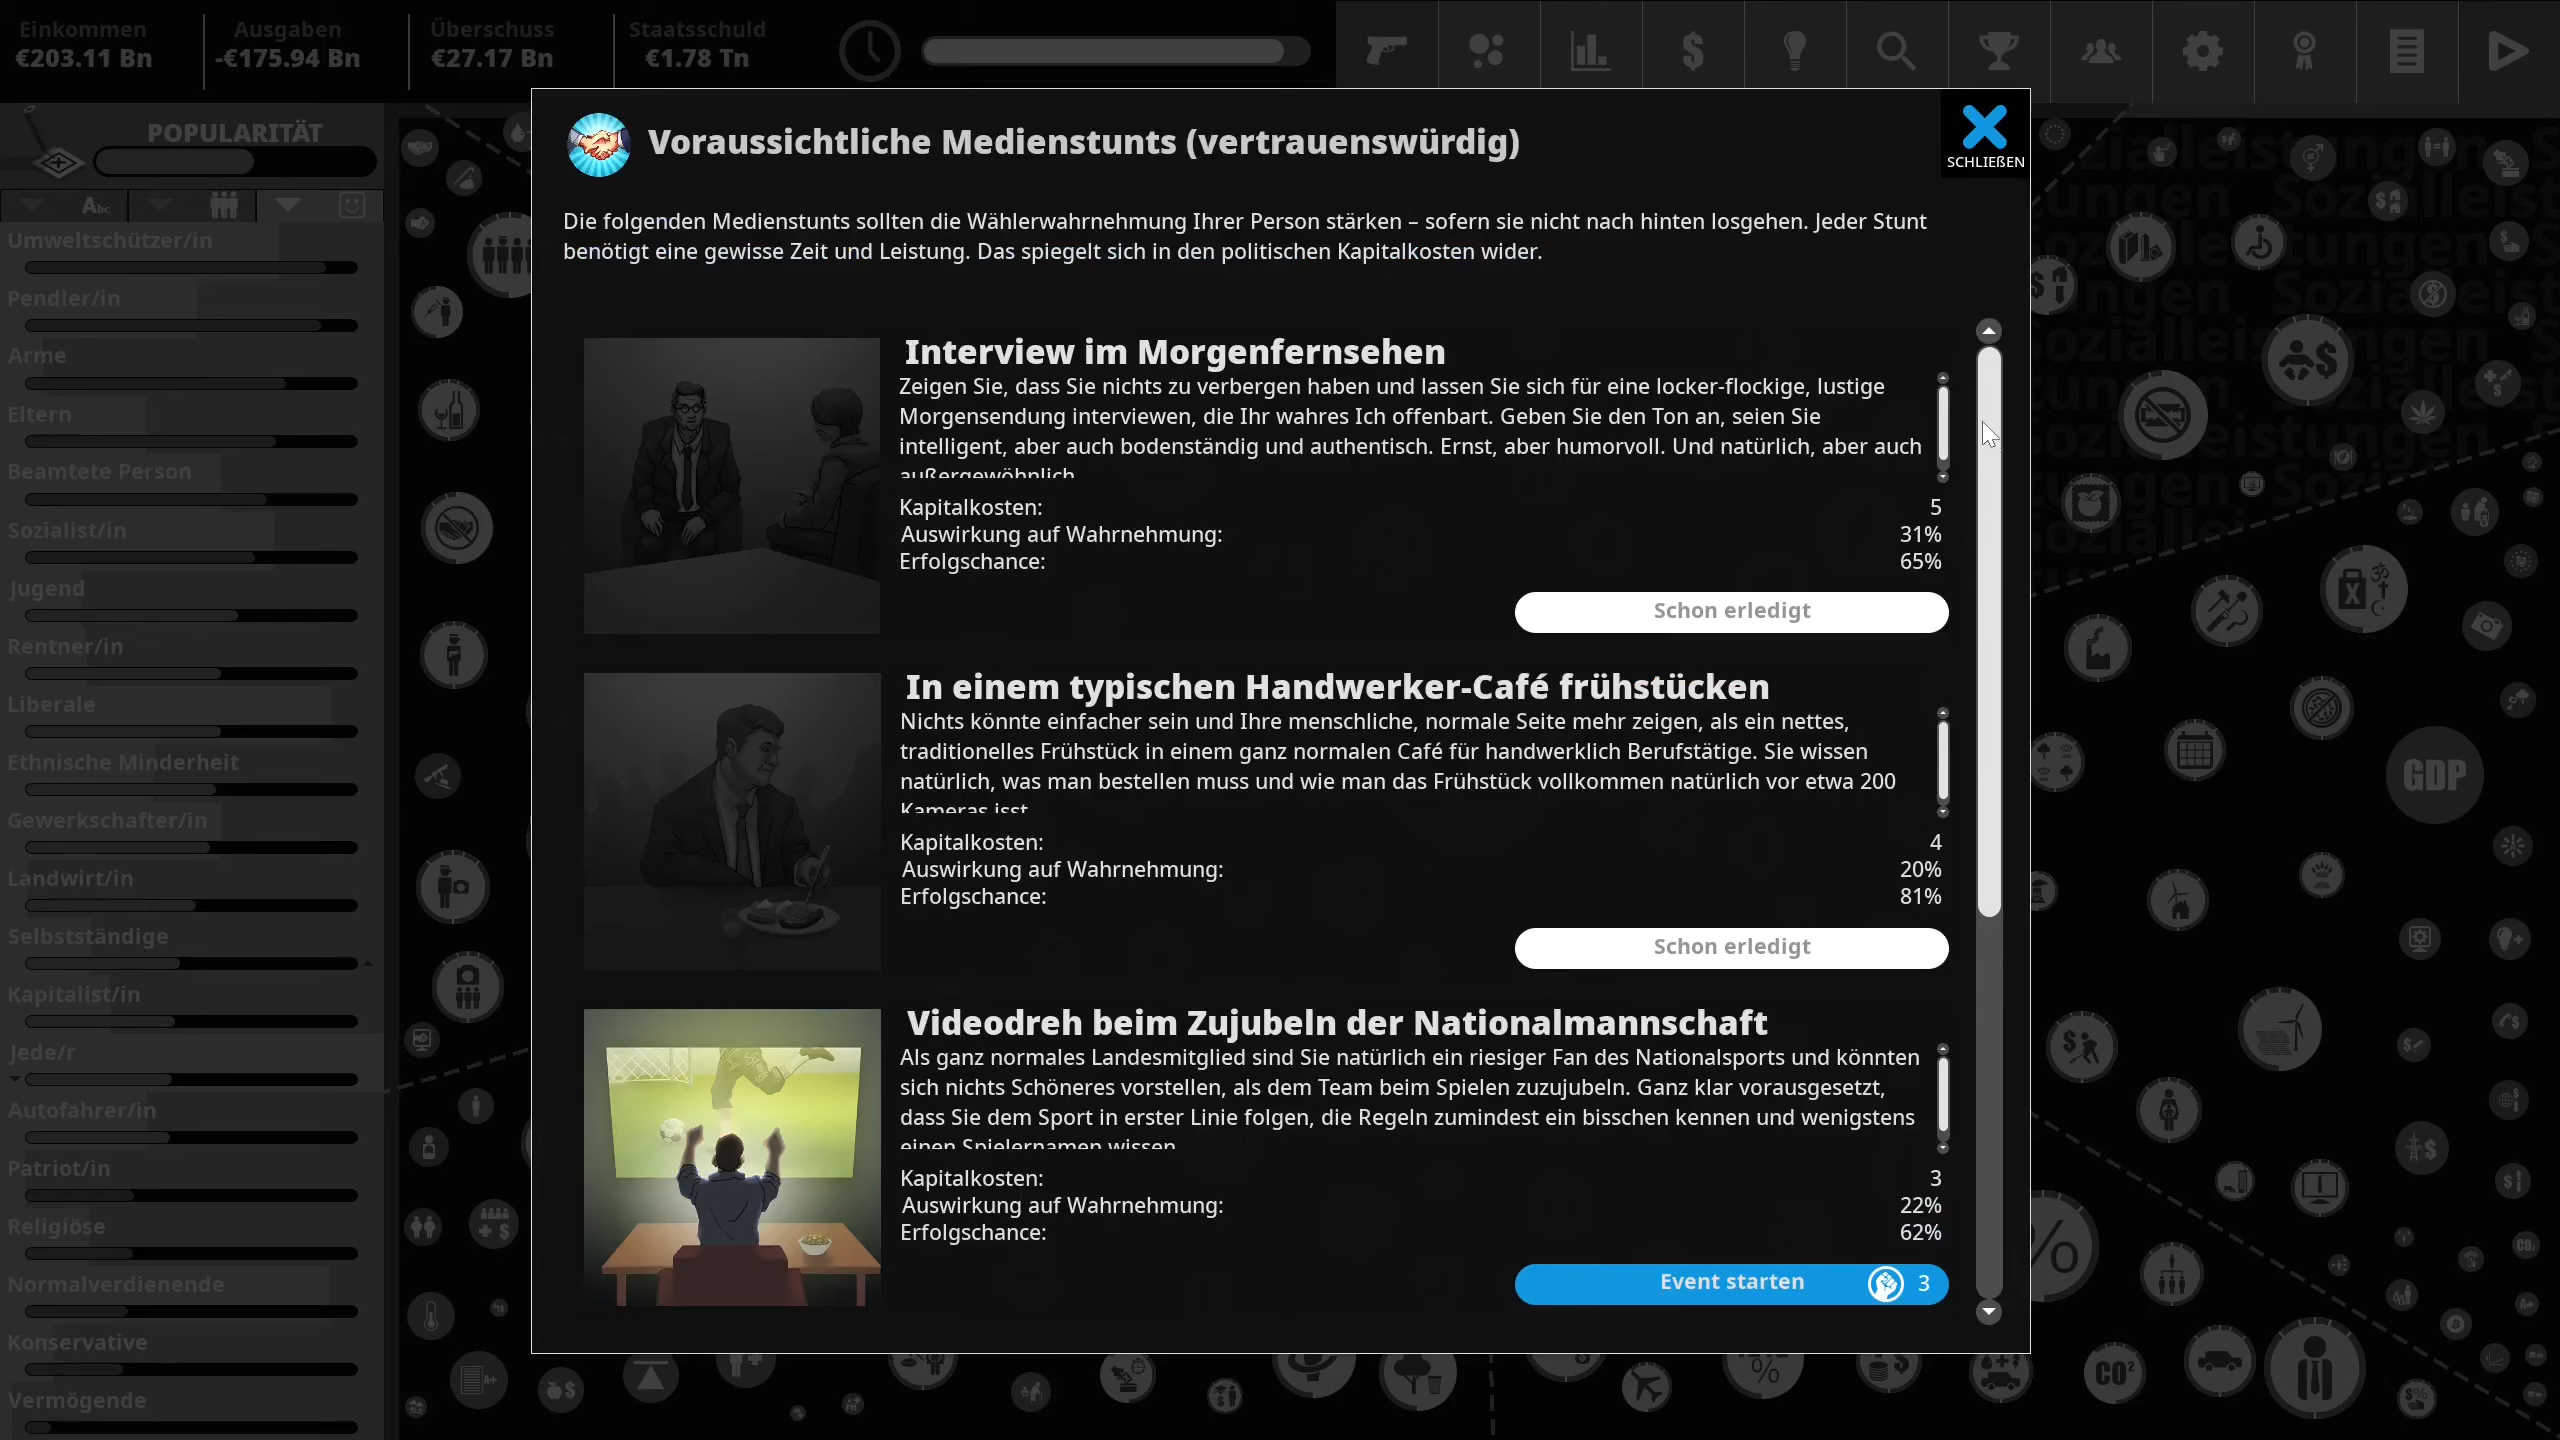 Einkommen
€203.11 Bn
Ausgaben
-€175.94 Bn
Überschuss
€27.17 Bn
Staatsschuld
€1.78 Tn
POPULARITÄT
Abc
Umweltschützer/in
Pendler/in
Arme
Eltern
Beamtete Person
Sozialist/in
Jugend
Rentner/in
Liberale
Ethnische Minderheit
Gewerkschafter/in
Landwirt/in
Selbstständige
Kapitalist/in
Jede/r
Autofahrer/in
Patriot/in
Religiöse
Normalverdienende
Konservative
Vermögende
Voraussichtliche Medienstunts (vertrauenswürdig)
SCHLIEẞEN
Die folgenden Medienstunts sollten die Wählerwahrnehmung Ihrer Person stärken – sofern sie nicht nach hinten losgehen. Jeder Stunt
benötigt eine gewisse Zeit und Leistung. Das spiegelt sich in den politischen Kapitalkosten wider.
Interview im Morgenfernsehen
Zeigen Sie, dass Sie nichts zu verbergen haben und lassen Sie sich für eine locker-flockige, lustige
Morgensendung interviewen, die Ihr wahres Ich offenbart. Geben Sie den Ton an, seien Sie
intelligent, aber auch bodenständig und authentisch. Ernst, aber humorvoll. Und natürlich, aber auch
außergewöhnlich
Kapitalkosten: 5
Auswirkung auf Wahrnehmung: 31%
Erfolgschance: 65%
Schon erledigt
In einem typischen Handwerker-Café frühstücken
Nichts könnte einfacher sein und Ihre menschliche, normale Seite mehr zeigen, als ein nettes,
traditionelles Frühstück in einem ganz normalen Café für handwerklich Berufstätige. Sie wissen
natürlich, was man bestellen muss und wie man das Frühstück vollkommen natürlich vor etwa 200
Kameras isst
Kapitalkosten: 4
Auswirkung auf Wahrnehmung: 20%
Erfolgschance: 81%
Schon erledigt
Videodreh beim Zujubeln der Nationalmannschaft
Als ganz normales Landesmitglied sind Sie natürlich ein riesiger Fan des Nationalsports und könnten
sich nichts Schöneres vorstellen, als dem Team beim Spielen zuzujubeln. Ganz klar vorausgesetzt,
dass Sie dem Sport in erster Linie folgen, die Regeln zumindest ein bisschen kennen und wenigstens
einen Spielernamen wissen
Kapitalkosten: 3
Auswirkung auf Wahrnehmung: 22%
Erfolgschance: 62%
Event starten 3
GDP
CO²